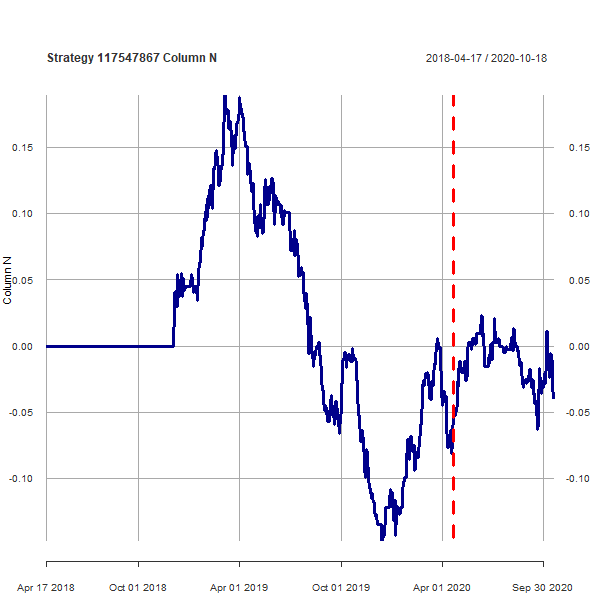 Strategy 117547867 Column N 2018-04-17 / 2020-10-18
0.15 0.15
0.10 0.10
0.05 0.05
Column N
0.00 0.00
-0.05 -0.05
-0.10 -0.10
Apr 17 2018 Oct 01 2018 Apr 01 2019 Oct 01 2019 Apr 01 2020 Sep 30 2020